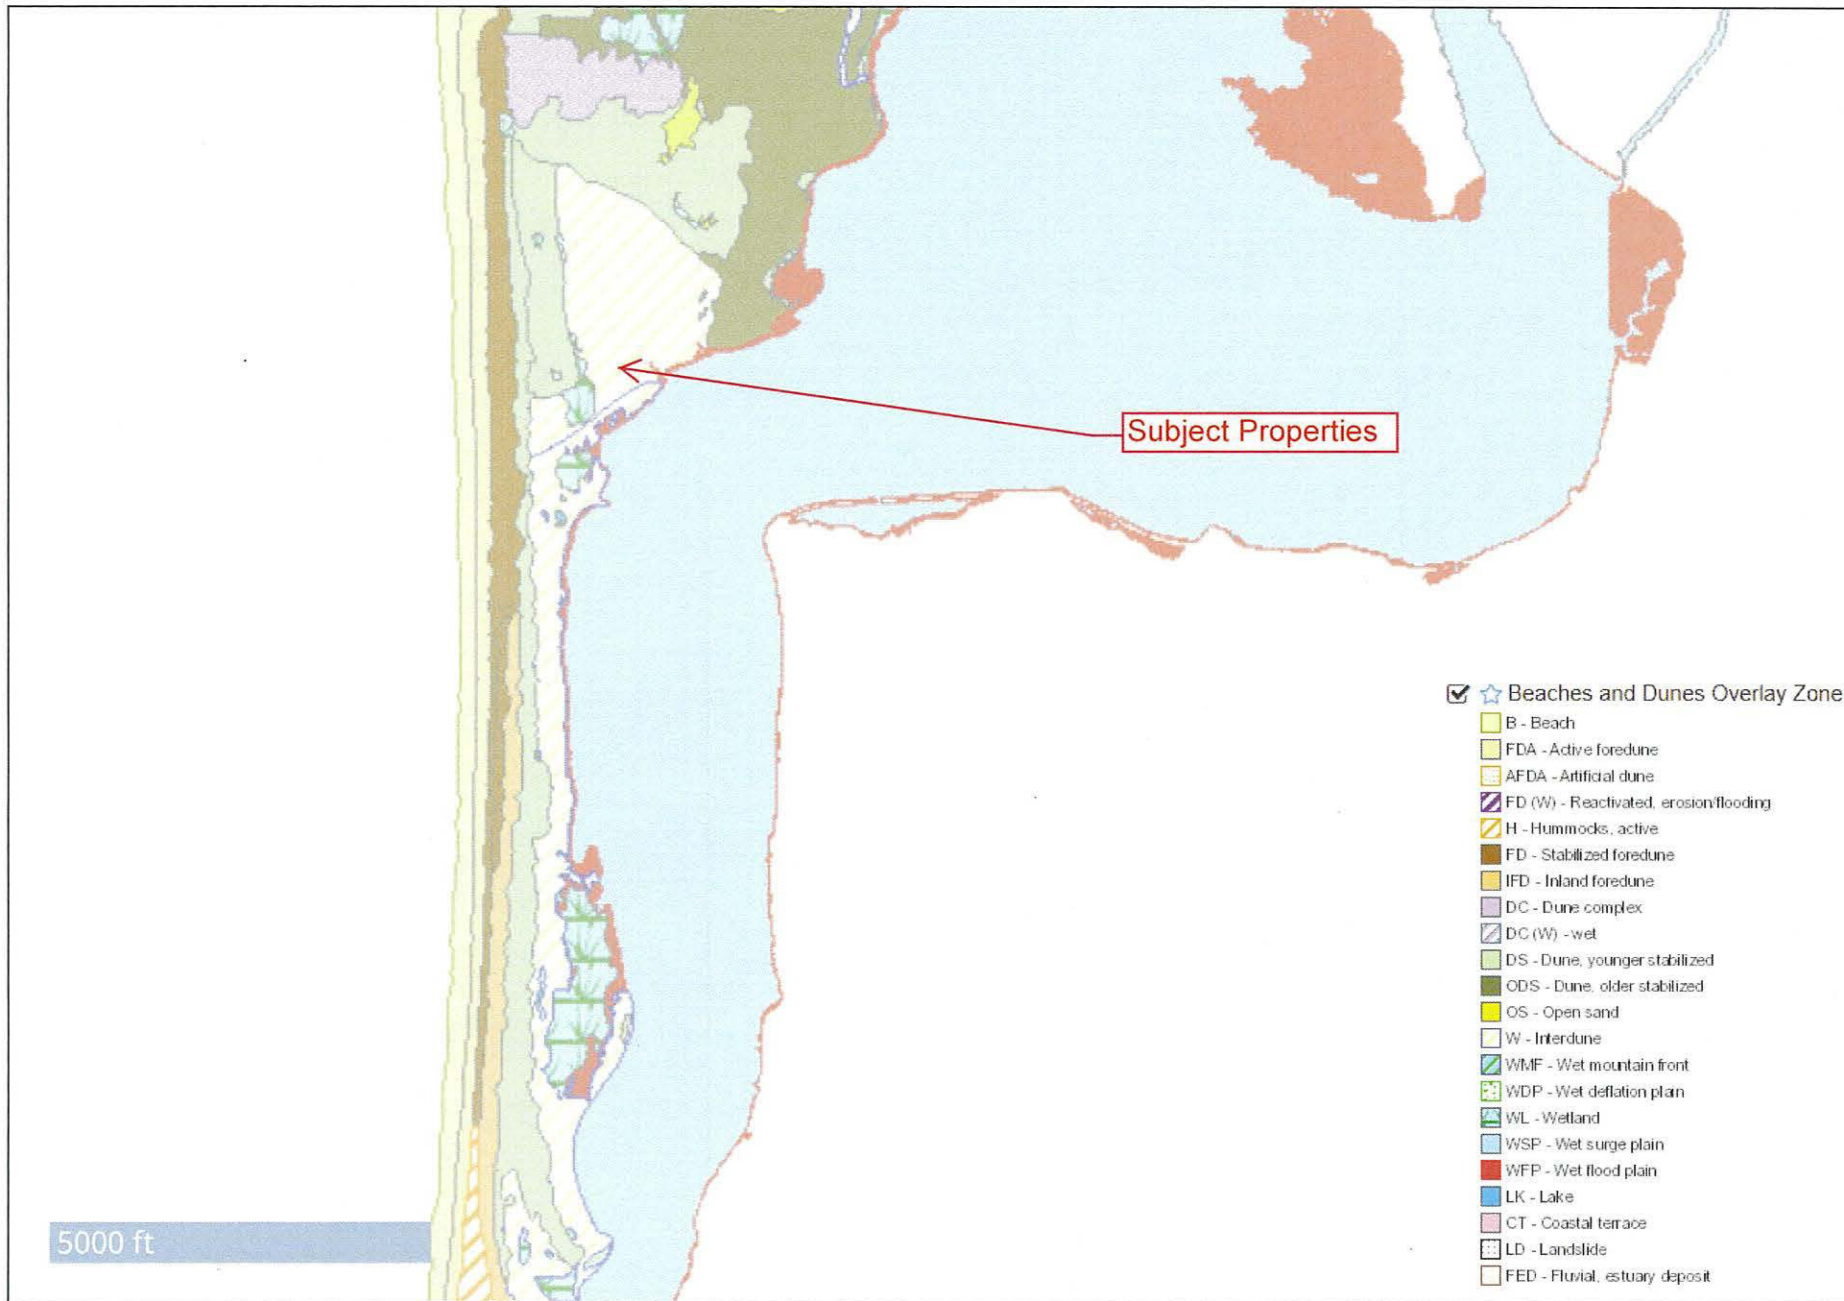 Subject Properties
Beaches and Dunes Overlay Zone
B - Beach
FDA - Active foredune
AFDA - Artificial dune
FD (W) - Reactivated, erosion/flooding
H - Hummocks, active
FD - Stabilized foredune
IFD - Inland foredune
DC - Dune complex
DC (W) - wet
DS - Dune, younger stabilized
ODS - Dune, older stabilized
OS - Open sand
W - Interdune
WMF - Wet mountain front
WDP - Wet deflation plain
WL - Wetland
WSP - Wet surge plain
WFP - Wet flood plain
LK - Lake
CT - Coastal terrace
LD - Landslide
FED - Fluvial, estuary deposit
5000 ft